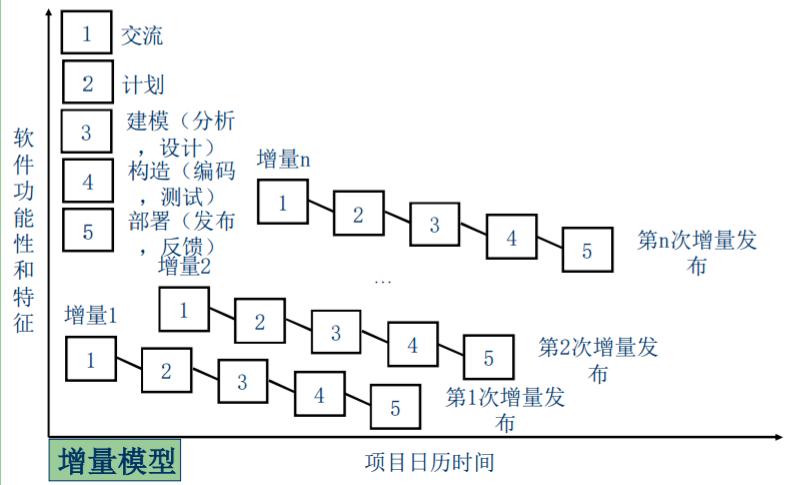 1 交流
2 计划
3 建模（分析
，设计）
4 构造（编码
，测试）
5 部署（发布
，反馈）
软件功能性和特征
增量n
1 2 3 4 5
第n次增量发
布
…
增量2
1 2 3 4 5
第2次增量发
布
增量1
1 2 3 4 5
第1次增量发
布
增量模型
项目日历时间